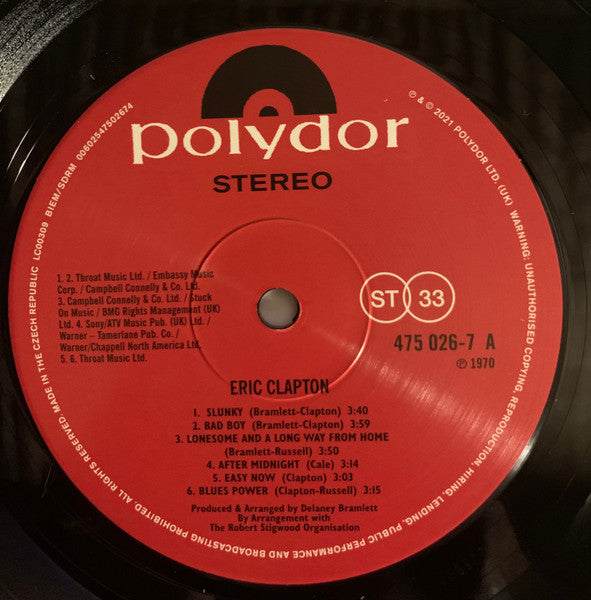 polydor
STEREO
℗ & © 2021 POLYDOR LTD. (UK) WARNING: UNAUTHORISED COPYING, REPRODUCTION, HIRING, LENDING, PUBLIC PERFORMANCE AND BROADCASTING PROHIBITED ALL RIGHTS RESERVED. MADE IN THE CZECH REPUBLIC LC00309 BIEM/SDRM 00602547502674
1. 2. Throat Music Ltd. / Embassy Music
Corp. / Campbell Connelly & Co. Ltd.
3. Campbell Connelly & Co. Ltd. / Stuck
On Music / BMG Rights Management (UK)
Ltd. 4. Sony/ATV Music Pub. (UK) Ltd. /
Warner – Tamerlane Pub. Co. /
Warner/Chappell North America Ltd.
5. 6. Throat Music Ltd.
ST 33
475 026-7 A
℗ 1970
ERIC CLAPTON
1. SLUNKY (Bramlett-Clapton) 3:40
2. BAD BOY (Bramlett-Clapton) 3:59
3. LONESOME AND A LONG WAY FROM HOME
(Bramlett-Russell) 3:50
4. AFTER MIDNIGHT (Cale) 3:14
5. EASY NOW (Clapton) 3:03
6. BLUES POWER (Clapton-Russell) 3:15
Produced & Arranged by Delaney Bramlett
By Arrangement with
The Robert Stigwood Organisation